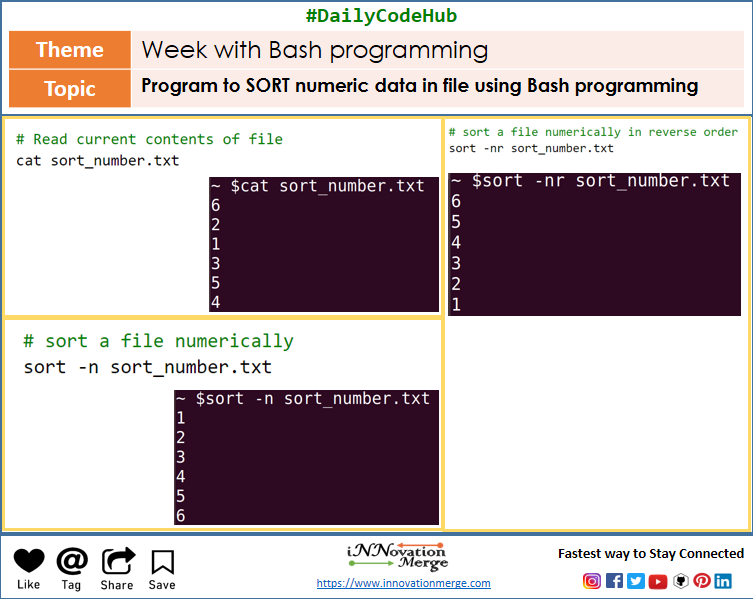 #DailyCodeHub
Theme
Week with Bash programming
Topic
Program to SORT numeric data in file using Bash programming
# Read current contents of file
cat sort_number.txt
~ $cat sort_number.txt
6
2
1
3
5
4
# sort a file numerically
sort -n sort_number.txt
~ $sort -n sort_number.txt
1
2
3
4
5
6
# sort a file numerically in reverse order
sort -nr sort_number.txt
~ $sort -nr sort_number.txt
6
5
4
3
2
1
Like
Tag
Share
Save
iNNovation
Merge
https://www.innovationmerge.com
Fastest way to Stay Connected